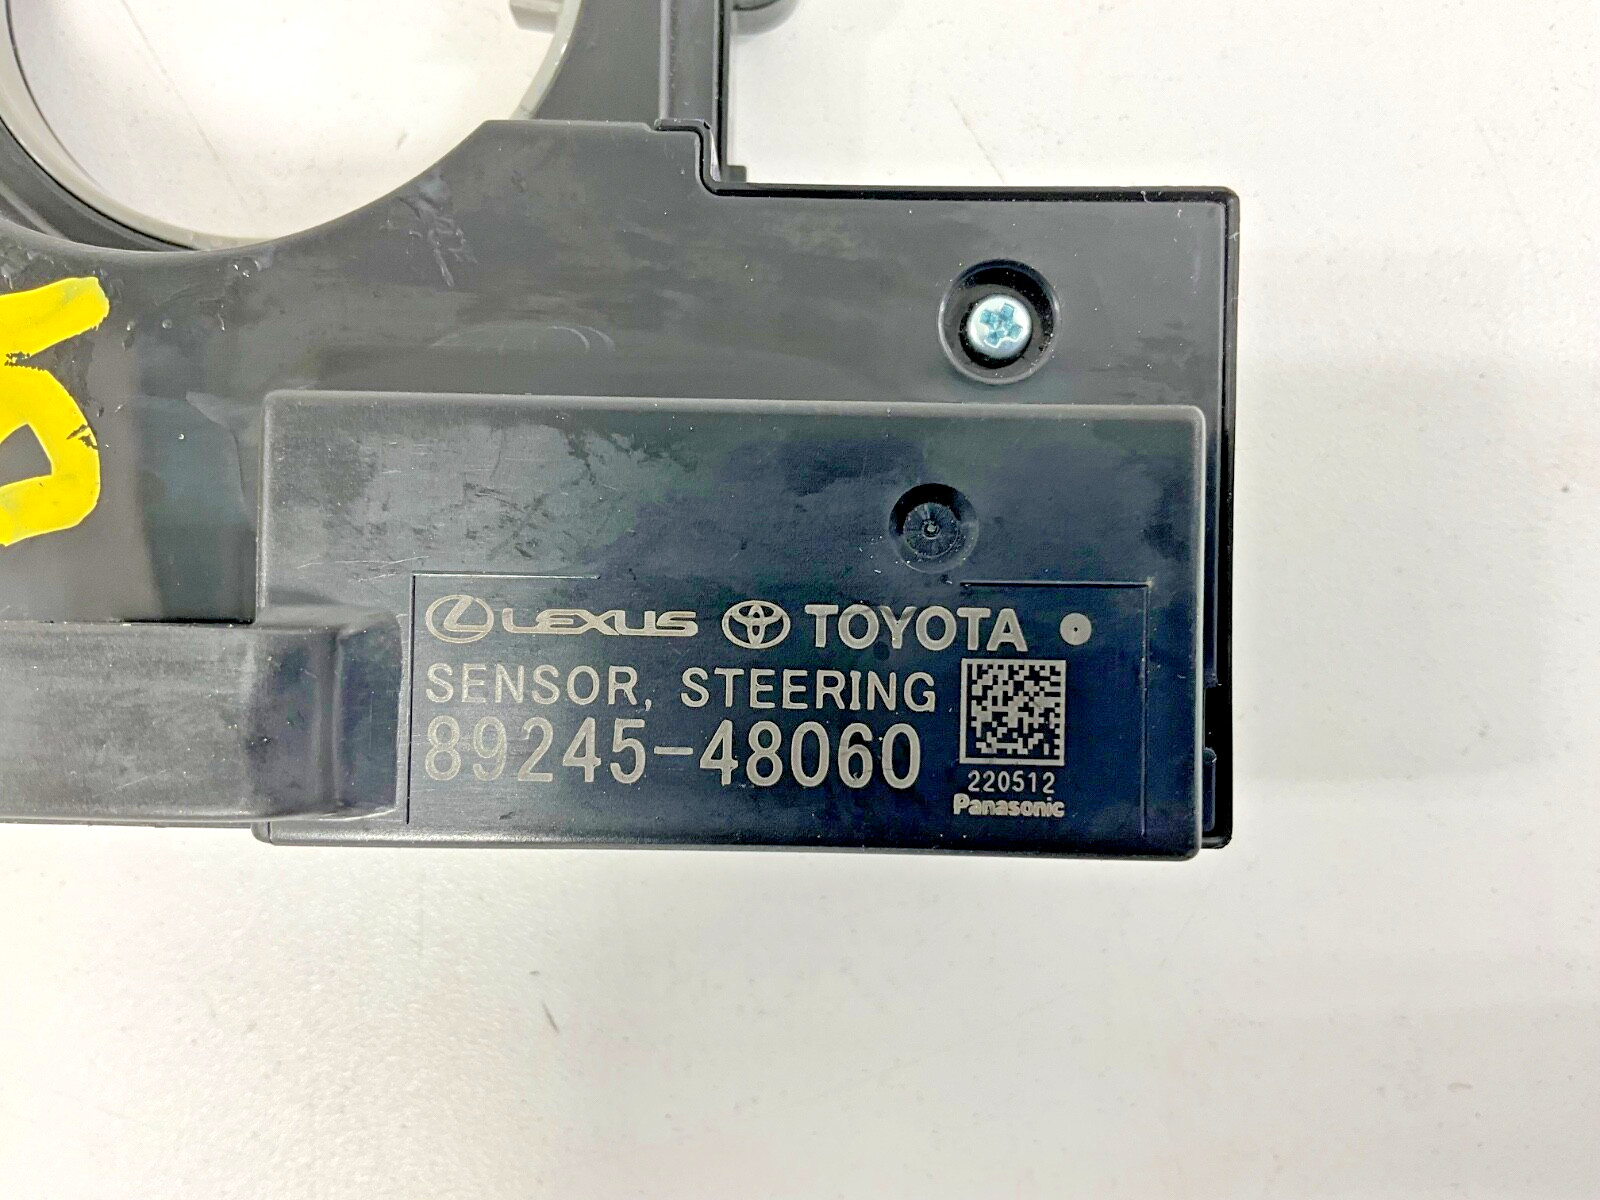 LEXUS TOYOTA
SENSOR, STEERING
89245-48060
220512
Panasonic